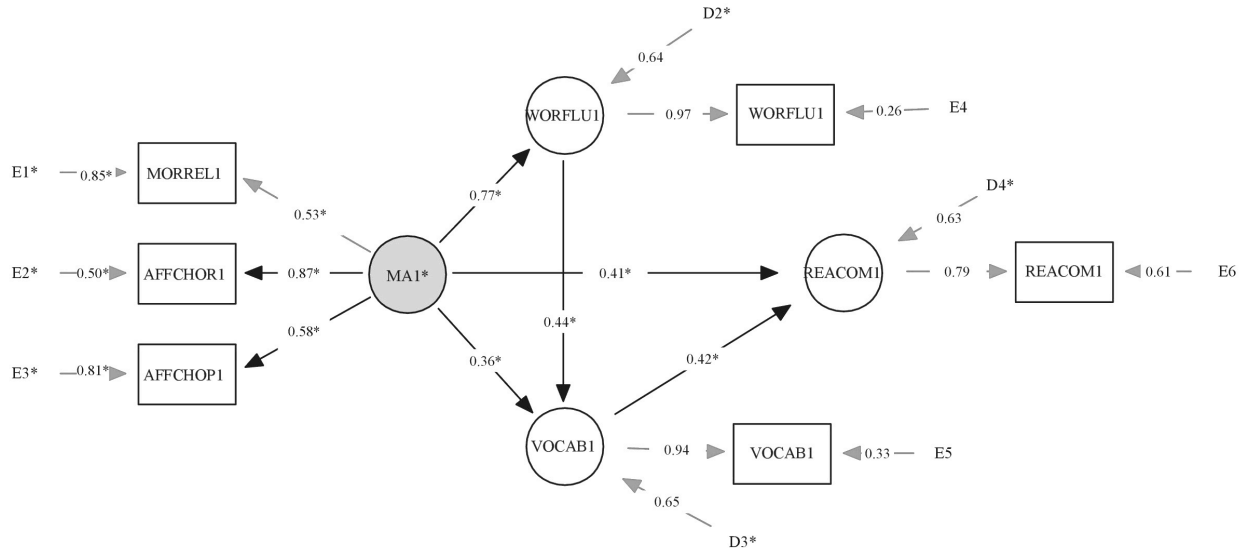 D2*
0.64
WORFLU1
0.97
WORFLU1
0.26
E4
E1*
0.85*
MORREL1
0.53*
0.77*
D4*
0.63
E2*
0.50*
AFFCHOR1
0.87*
MA1*
0.41*
REACOM1
0.79
REACOM1
0.61
E6
0.58*
0.44*
E3*
0.81*
AFFCHOP1
0.36*
0.42*
VOCAB1
0.94
VOCAB1
0.33
E5
0.65
D3*